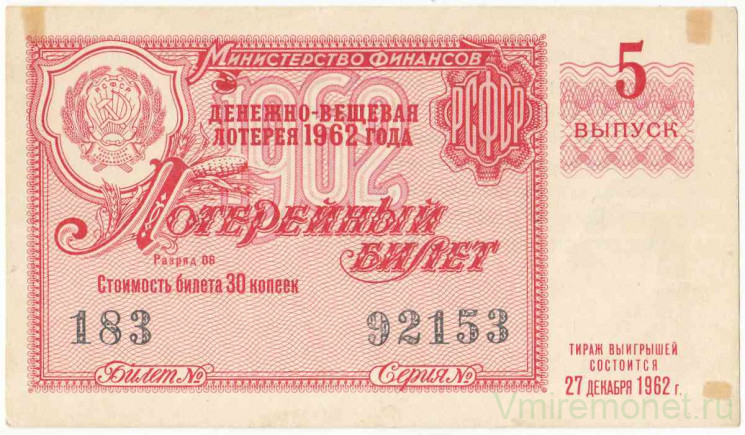 Министерство Финансов
РСФСР
1962
ДЕНЕЖНО-ВЕЩЕВАЯ
ЛОТЕРЕЯ 1962 ГОДА
РСФСР
Лотерейный
БИЛЕТ
Разряд 06
Стоимость билета 30 копеек
183 92153
Билет № Серия №
5
ВЫПУСК
ТИРАЖ ВЫИГРЫШЕЙ
СОСТОИТСЯ
27 ДЕКАБРЯ 1962 г.
Vmiremonet.ru